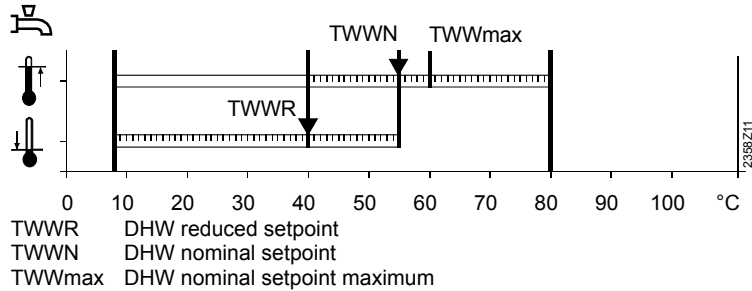 TWWN TWWmax
TWWR
2358Z11
0 10 20 30 40 50 60 70 80 90 100 °C
TWWR DHW reduced setpoint
TWWN DHW nominal setpoint
TWWmax DHW nominal setpoint maximum